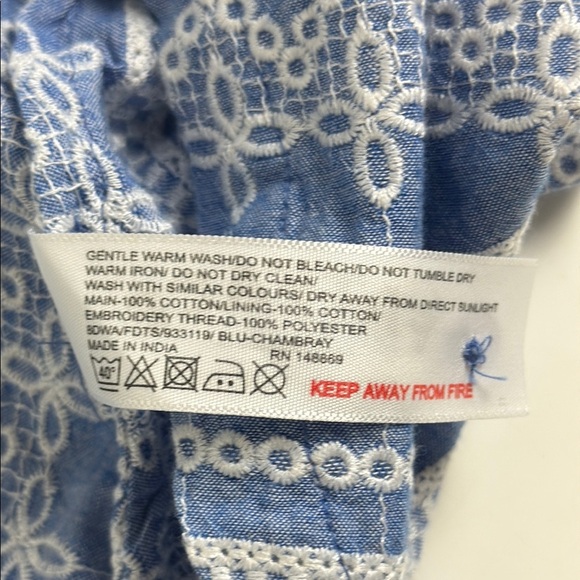 GENTLE WARM WASH/DO NOT BLEACH/DO NOT TUMBLE DRY
WARM IRON/ DO NOT DRY CLEAN/
WASH WITH SIMILAR COLOURS/ DRY AWAY FROM DIRECT SUNLIGHT
MAIN-100% COTTON/LINING-100% COTTON/
EMBROIDERY THREAD-100% POLYESTER
8DWA/FDTS/933119/ BLU-CHAMBRAY
MADE IN INDIA RN 148869
40° KEEP AWAY FROM FIRE